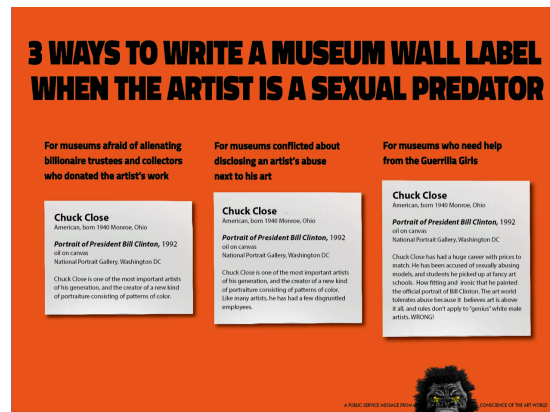 3 WAYS TO WRITE A MUSEUM WALL LABEL
WHEN THE ARTIST IS A SEXUAL PREDATOR
For museums afraid of alienating
billionaire trustees and collectors
who donated the artist's work
Chuck Close
American, born 1940 Monroe, Ohio
Portrait of President Bill Clinton, 1992
oil on canvas
National Portrait Gallery, Washington DC
Chuck Close is one of the most important artists
of his generation, and the creator of a new kind
of portraiture consisting of patterns of color.
For museums conflicted about
disclosing an artist's abuse
next to his art
Chuck Close
American, born 1940 Monroe, Ohio
Portrait of President Bill Clinton, 1992
oil on canvas
National Portrait Gallery, Washington DC
Chuck Close is one of the most important artists
of his generation, and the creator of a new kind
of portraiture consisting of patterns of color.
Like many artists, he has had a few disgruntled
employees.
For museums who need help
from the Guerrilla Girls
Chuck Close
American, born 1940 Monroe, Ohio
Portrait of President Bill Clinton, 1992
oil on canvas
National Portrait Gallery, Washington DC
Chuck Close has had a huge career with prices to
match. He has been accused of sexually abusing
models, and students he picked up at fancy art
schools. How fitting and ironic that he painted
the official portrait of Bill Clinton. The art world
tolerates abuse because it believes art is above
it all, and rules don't apply to "genius" white male
artists. WRONG!
A PUBLIC SERVICE MESSAGE FROM CONSCIENCE OF THE ART WORLD